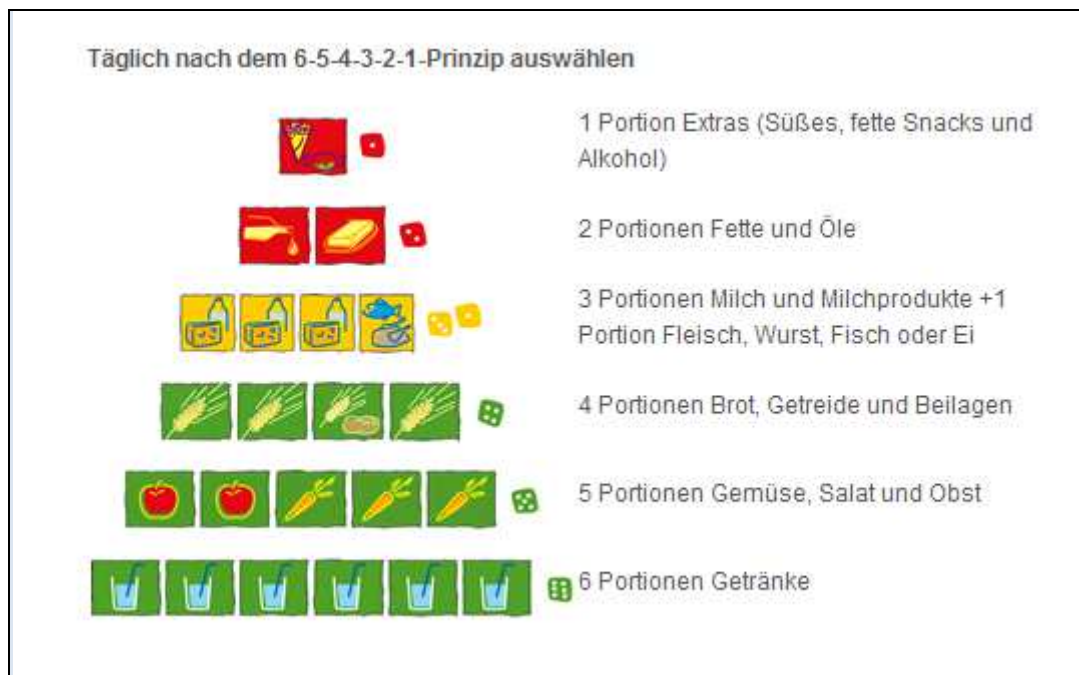 Täglich nach dem 6-5-4-3-2-1-Prinzip auswählen
1 Portion Extras (Süßes, fette Snacks und
Alkohol)
2 Portionen Fette und Öle
3 Portionen Milch und Milchprodukte +1
Portion Fleisch, Wurst, Fisch oder Ei
4 Portionen Brot, Getreide und Beilagen
5 Portionen Gemüse, Salat und Obst
6 Portionen Getränke